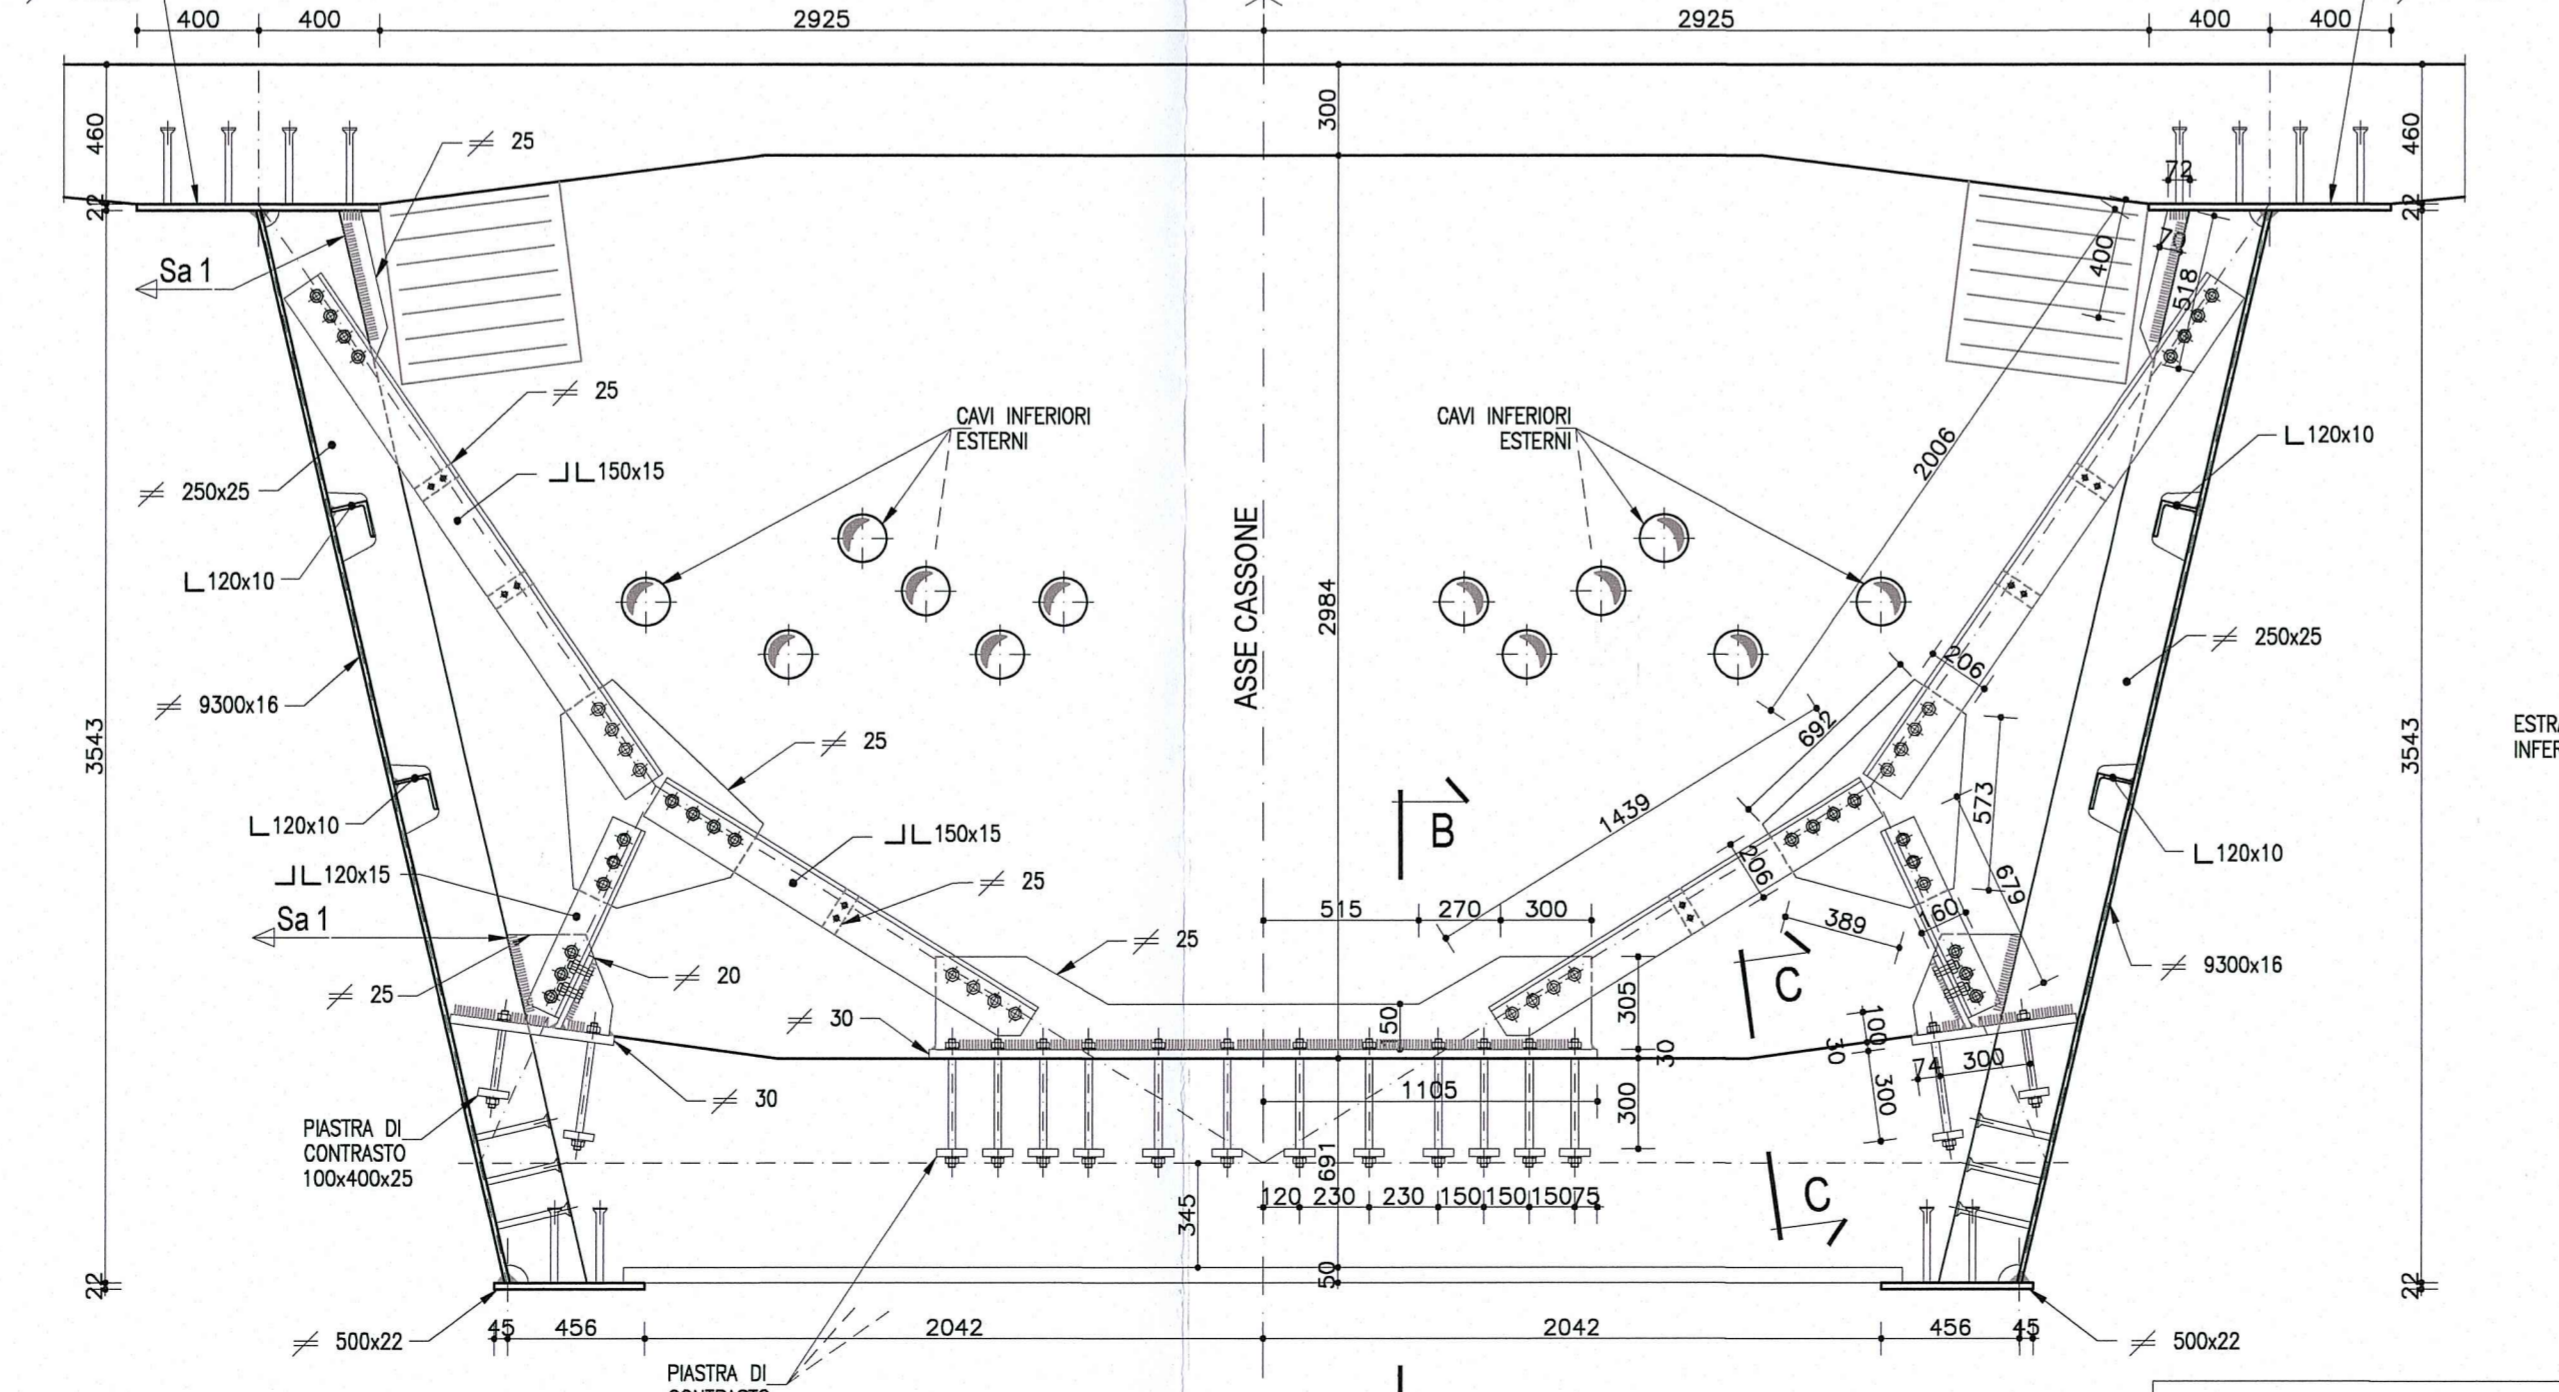 400 400 2925 2925 400 400
460
22
300
460
22
72
70
400
518
⌿ 25
Sa 1
⌿ 25
CAVI INFERIORI
ESTERNI
CAVI INFERIORI
ESTERNI
L 120x10
⅃L 150x15
⌿ 250x25
2006
L 120x10
ASSE CASSONE
2984
⌿ 250x25
206
⌿ 9300x16
692
3543
3543
ESTRA
INFER
⌿ 25
573
1439
B
L 120x10
⅃L 150x15
L 120x10
206
⅃L 120x15
⌿ 25
679
515 270 300
160
389
Sa 1
⌿ 25
C
⌿ 9300x16
⌿ 20
⌿ 25
305
150
100
⌿ 30
30
30
74 300
300
1105
300
⌿ 30
PIASTRA DI
CONTRASTO
100x400x25
691
C
120 230 230 150 150 150 75
345
50
22
22
45 456 2042 2042 456 45
⌿ 500x22
⌿ 500x22
PIASTRA DI
CONTRASTO